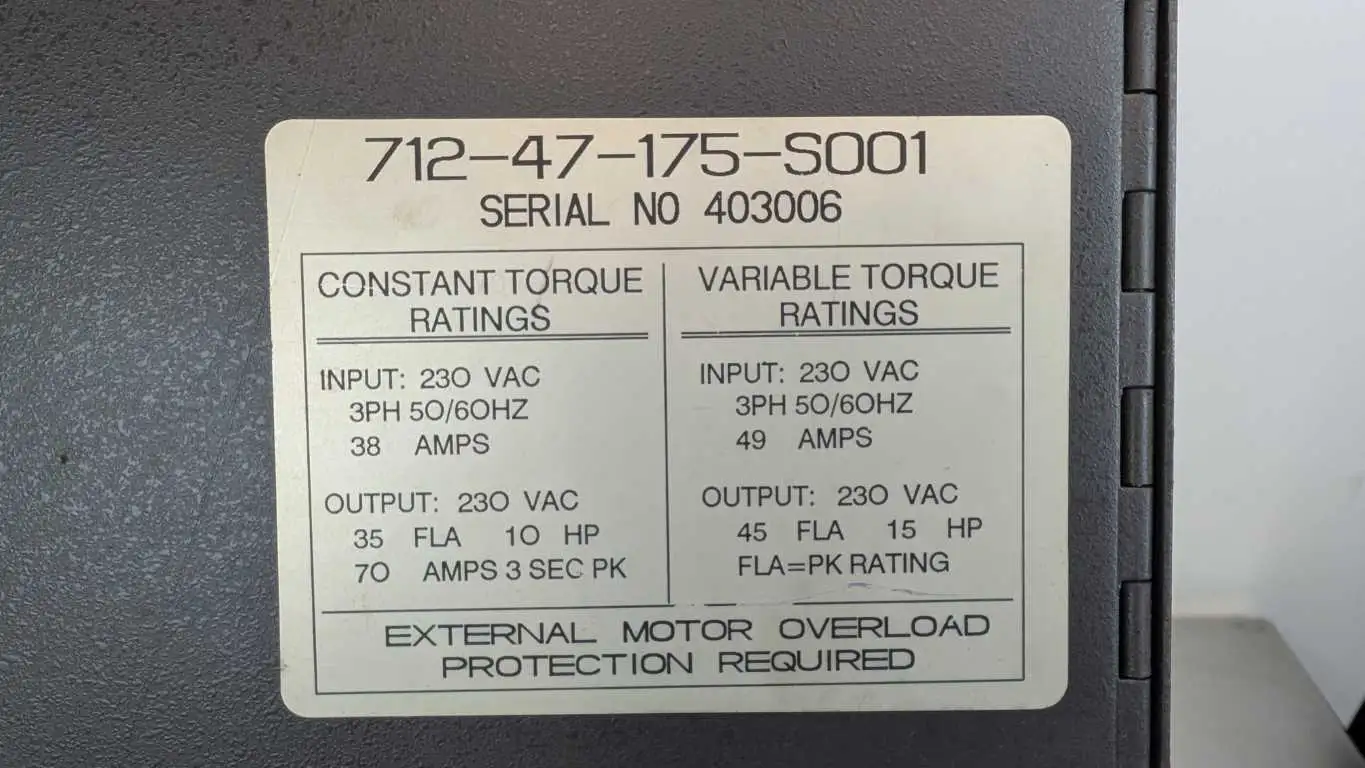 712-47-175-S001
SERIAL NO 403006
CONSTANT TORQUE
RATINGS
INPUT: 230 VAC
3PH 50/60HZ
38 AMPS
OUTPUT: 230 VAC
35 FLA 10 HP
70 AMPS 3 SEC PK
VARIABLE TORQUE
RATINGS
INPUT: 230 VAC
3PH 50/60HZ
49 AMPS
OUTPUT: 230 VAC
45 FLA 15 HP
FLA=PK RATING
EXTERNAL MOTOR OVERLOAD
PROTECTION REQUIRED